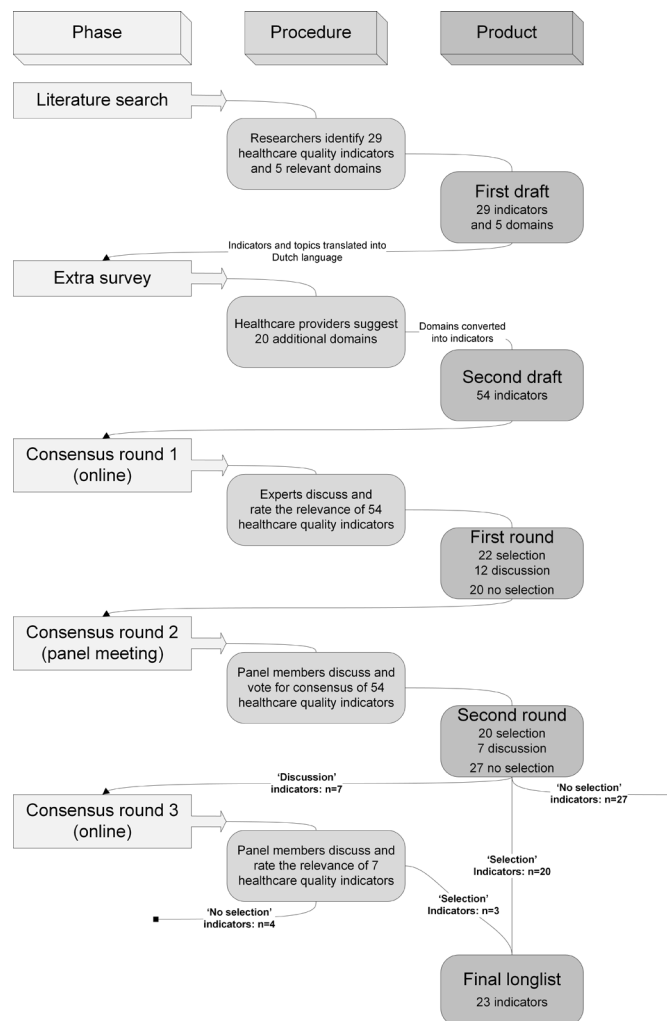 Phase
Procedure
Product
Literature search
Researchers identify 29
healthcare quality indicators
and 5 relevant domains
First draft
29 indicators
and 5 domains
Indicators and topics translated into
Dutch language
Extra survey
Healthcare providers suggest
20 additional domains
Domains converted
into indicators
Second draft
54 indicators
Consensus round 1
(online)
Experts discuss and
rate the relevance of 54
healthcare quality indicators
First round
22 selection
12 discussion
20 no selection
Consensus round 2
(panel meeting)
Panel members discuss and
vote for consensus of 54
healthcare quality indicators
Second round
20 selection
7 discussion
27 no selection
‘Discussion’
indicators: n=7
‘No selection’
indicators: n=27
Consensus round 3
(online)
Panel members discuss and
rate the relevance of 7
healthcare quality indicators
‘Selection’
Indicators: n=20
‘Selection’
Indicators: n=3
‘No selection’
indicators: n=4
Final longlist
23 indicators